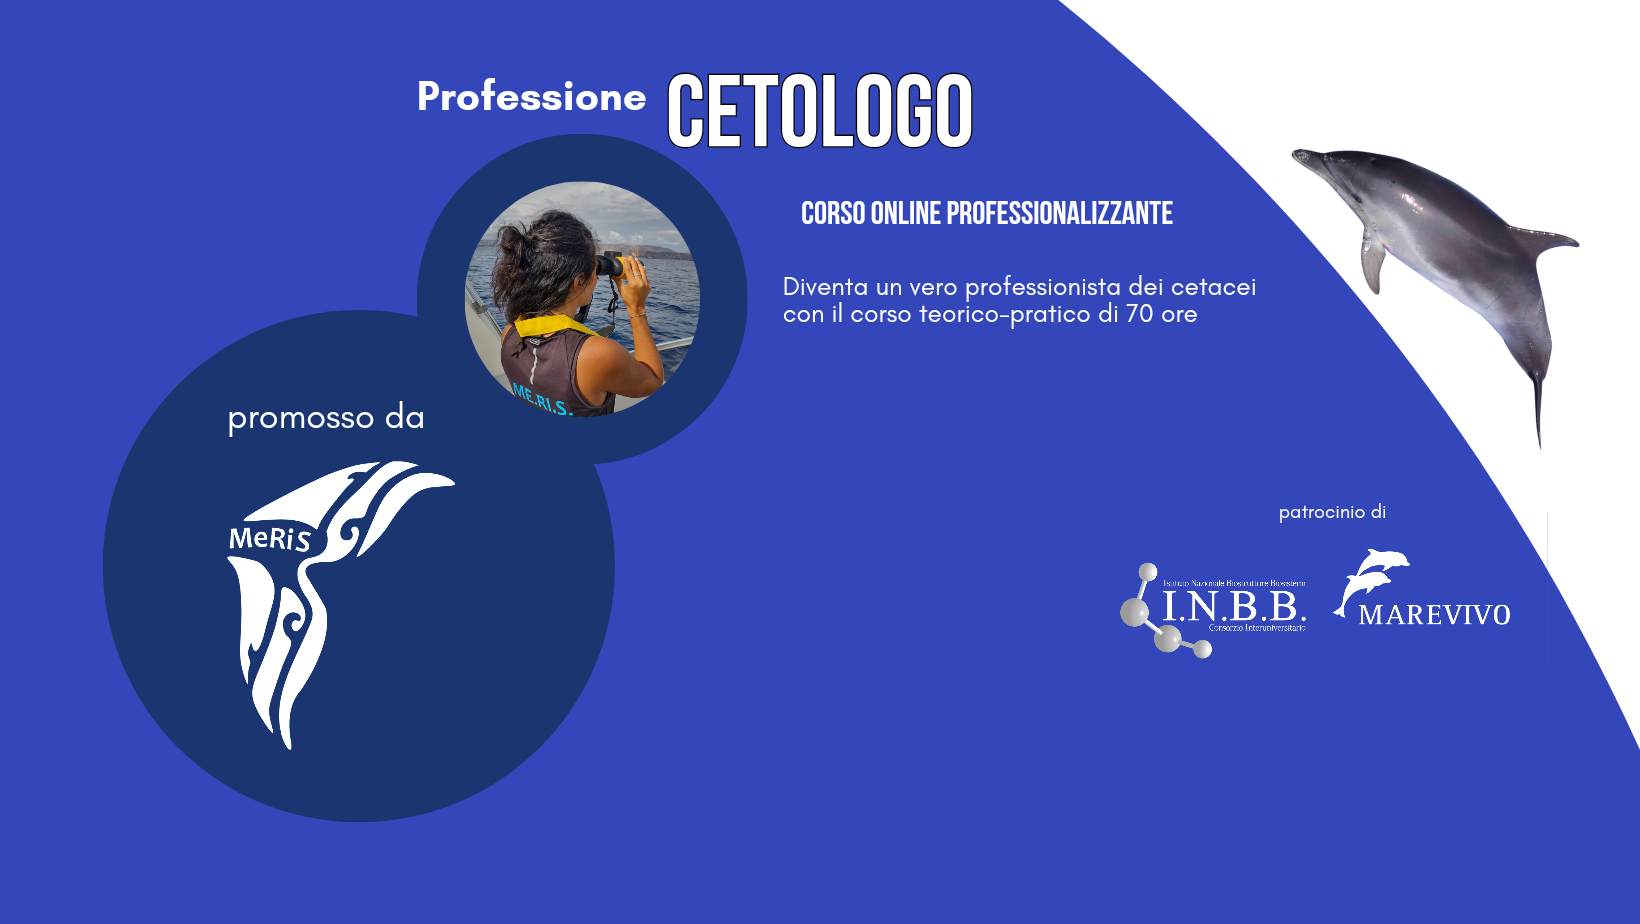 Professione CETOLOGO
CORSO ONLINE PROFESSIONALIZZANTE
Diventa un vero professionista dei cetacei
con il corso teorico-pratico di 70 ore
ME.RI.S.
promosso da
MeRiS
patrocinio di
Istituto Nazionale Biostrutture Biosistemi
I.N.B.B.
Consorzio Interuniversitario
MAREVIVO